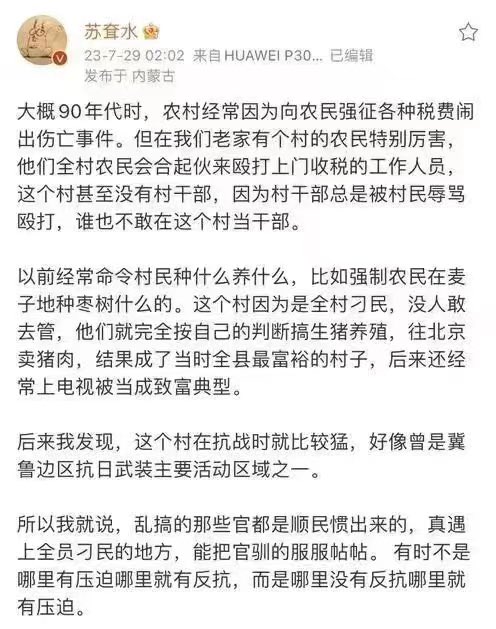 苏耷水
23-7-29 02:02 来自HUAWEI P30... 已编辑
发布于 内蒙古
大概90年代时，农村经常因为向农民强征各种税费闹
出伤亡事件。但在我们老家有个村的农民特别厉害，
他们全村农民会合起伙来殴打上门收税的工作人员，
这个村甚至没有村干部，因为村干部总是被村民辱骂
殴打，谁也不敢在这个村当干部。
以前经常命令村民种什么养什么，比如强制农民在麦
子地种枣树什么的。这个村因为是全村刁民，没人敢
去管，他们就完全按自己的判断搞生猪养殖，往北京
卖猪肉，结果成了当时全县最富裕的村子，后来还经
常上电视被当成致富典型。
后来我发现，这个村在抗战时就比较猛，好像曾是冀
鲁边区抗日武装主要活动区域之一。
所以我就说，乱搞的那些官都是顺民惯出来的，真遇
上全员刁民的地方，能把官驯的服服帖帖。 有时不是
哪里有压迫哪里就有反抗，而是哪里没有反抗哪里就
有压迫。